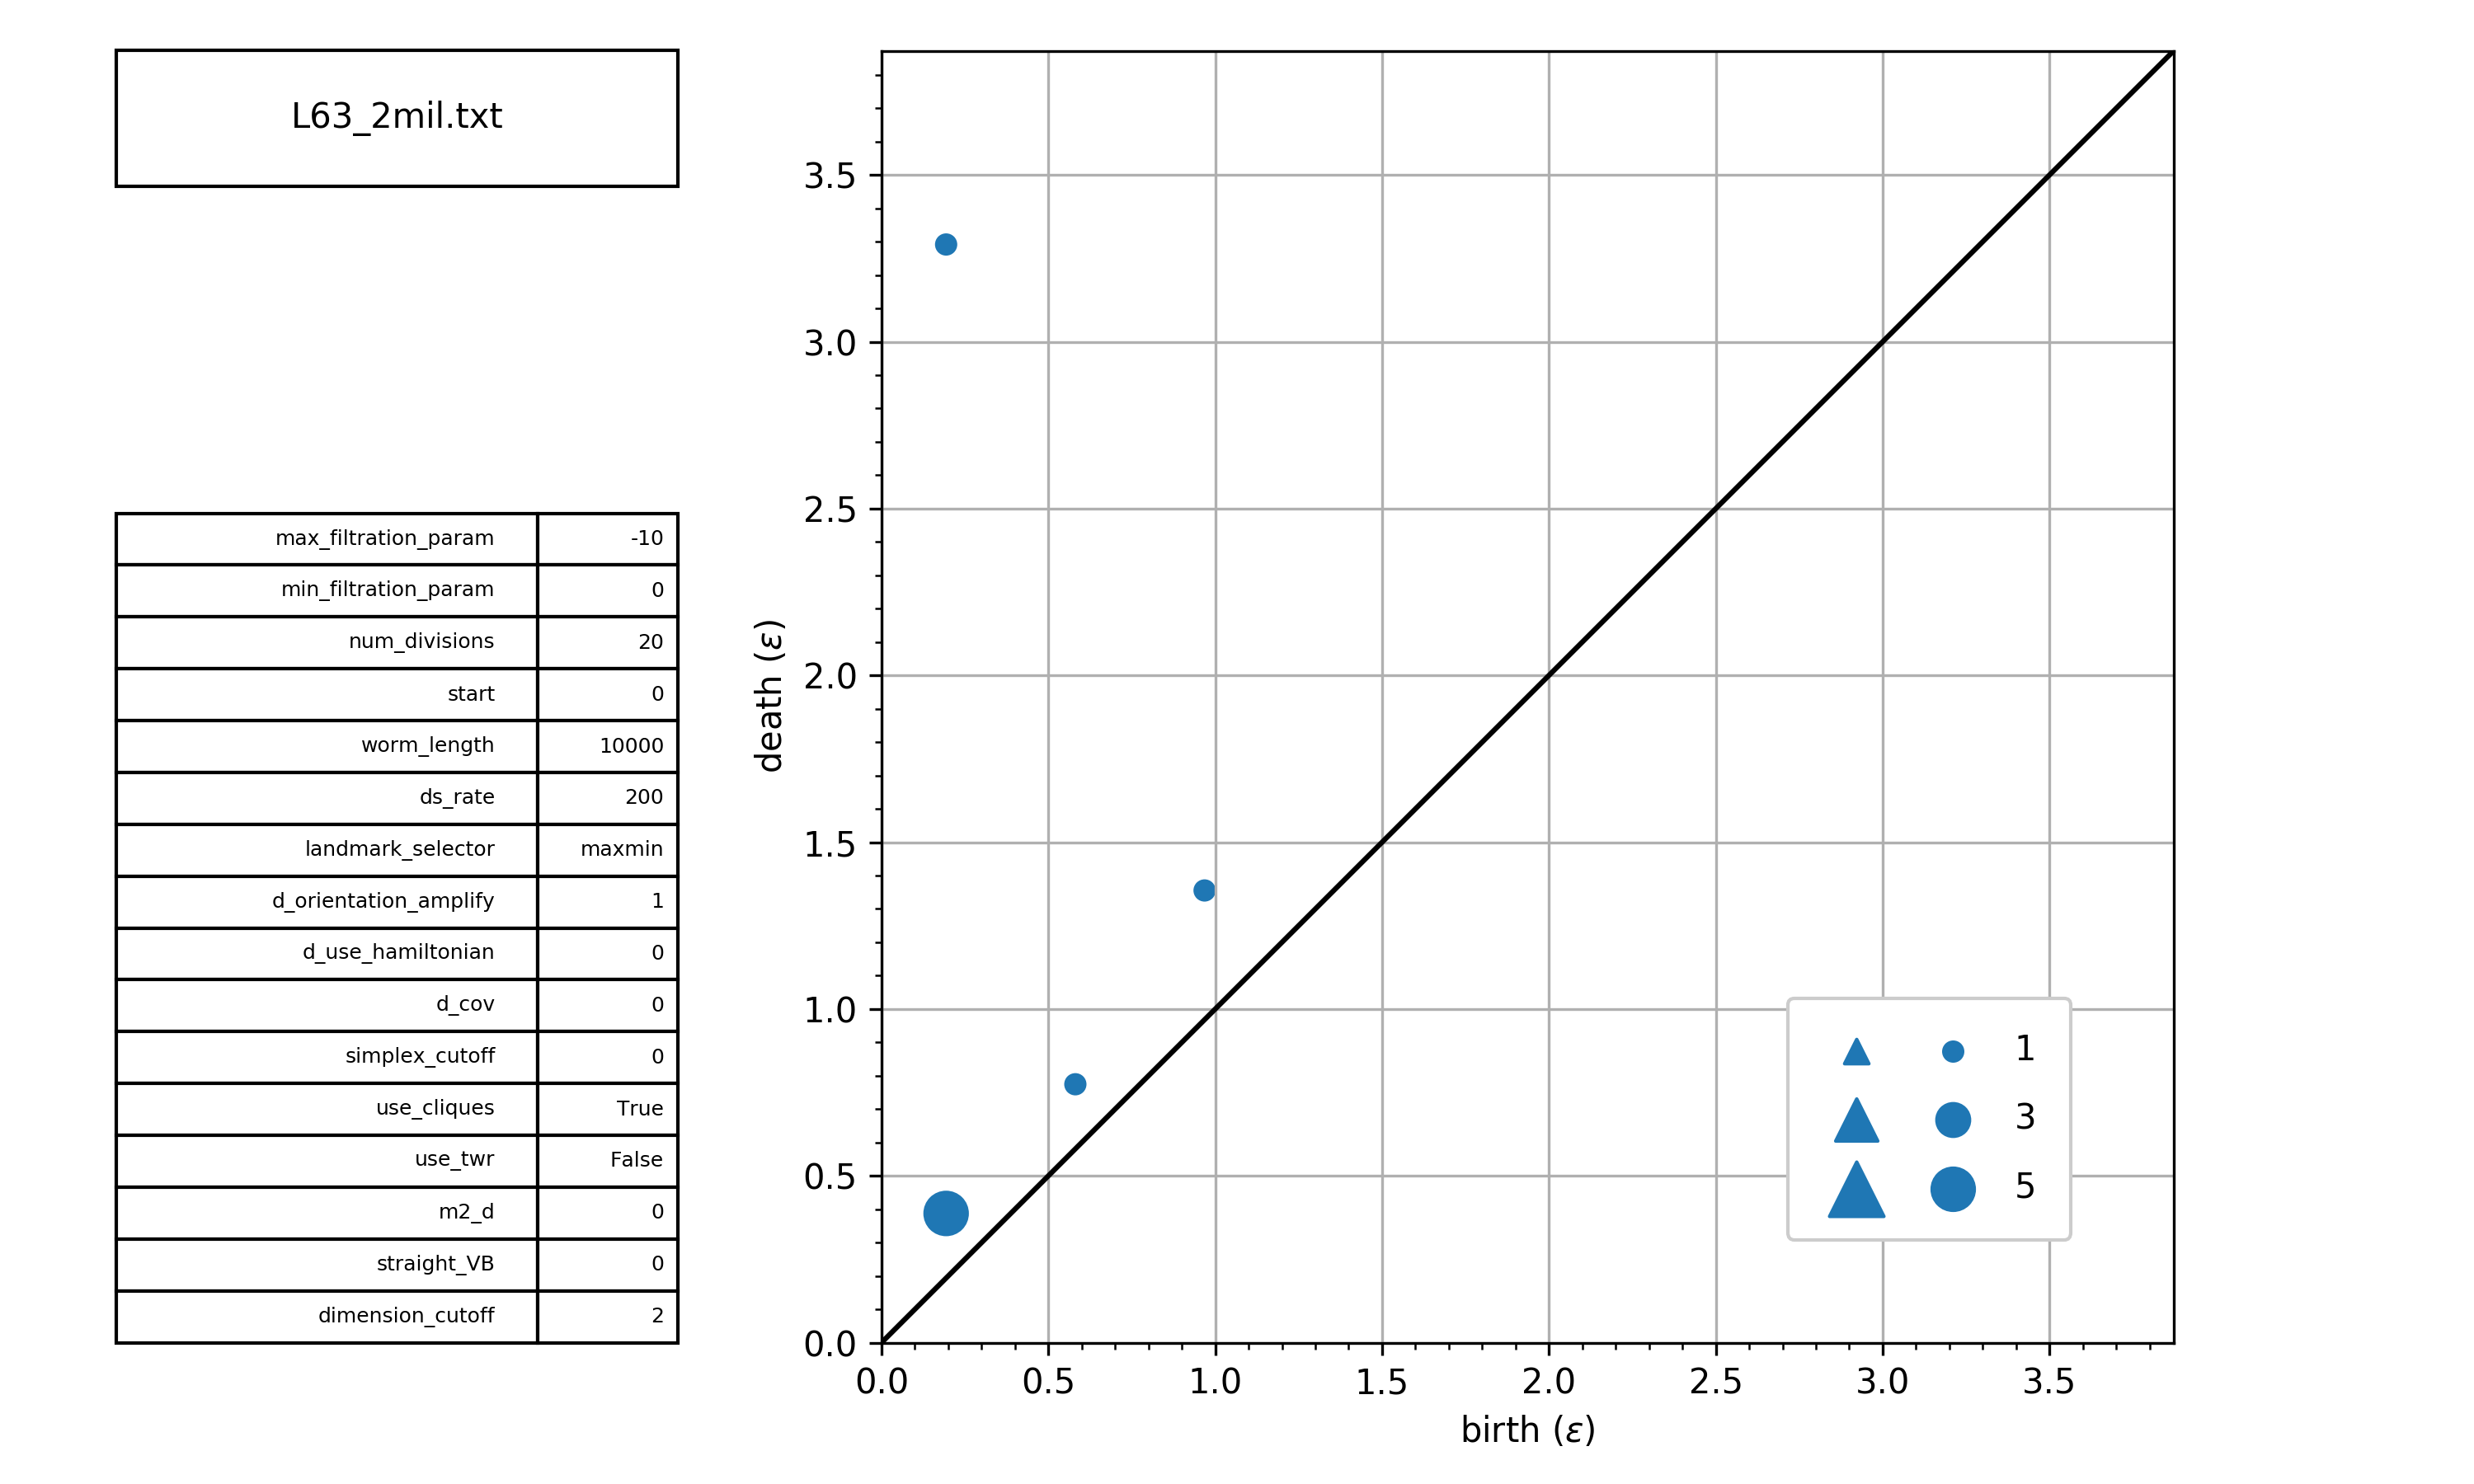 L63_2mil.txt
max_filtration_param -10
min_filtration_param 0
num_divisions 20
start 0
worm_length 10000
ds_rate 200
landmark_selector maxmin
d_orientation_amplify 1
d_use_hamiltonian 0
d_cov 0
simplex_cutoff 0
use_cliques True
use_twr False
m2_d 0
straight_VB 0
dimension_cutoff 2
death (ε)
3.5
3.0
2.5
2.0
1.5
1.0
0.5
0.0
0.0 0.5 1.0 1.5 2.0 2.5 3.0 3.5
birth (ε)
1
3
5